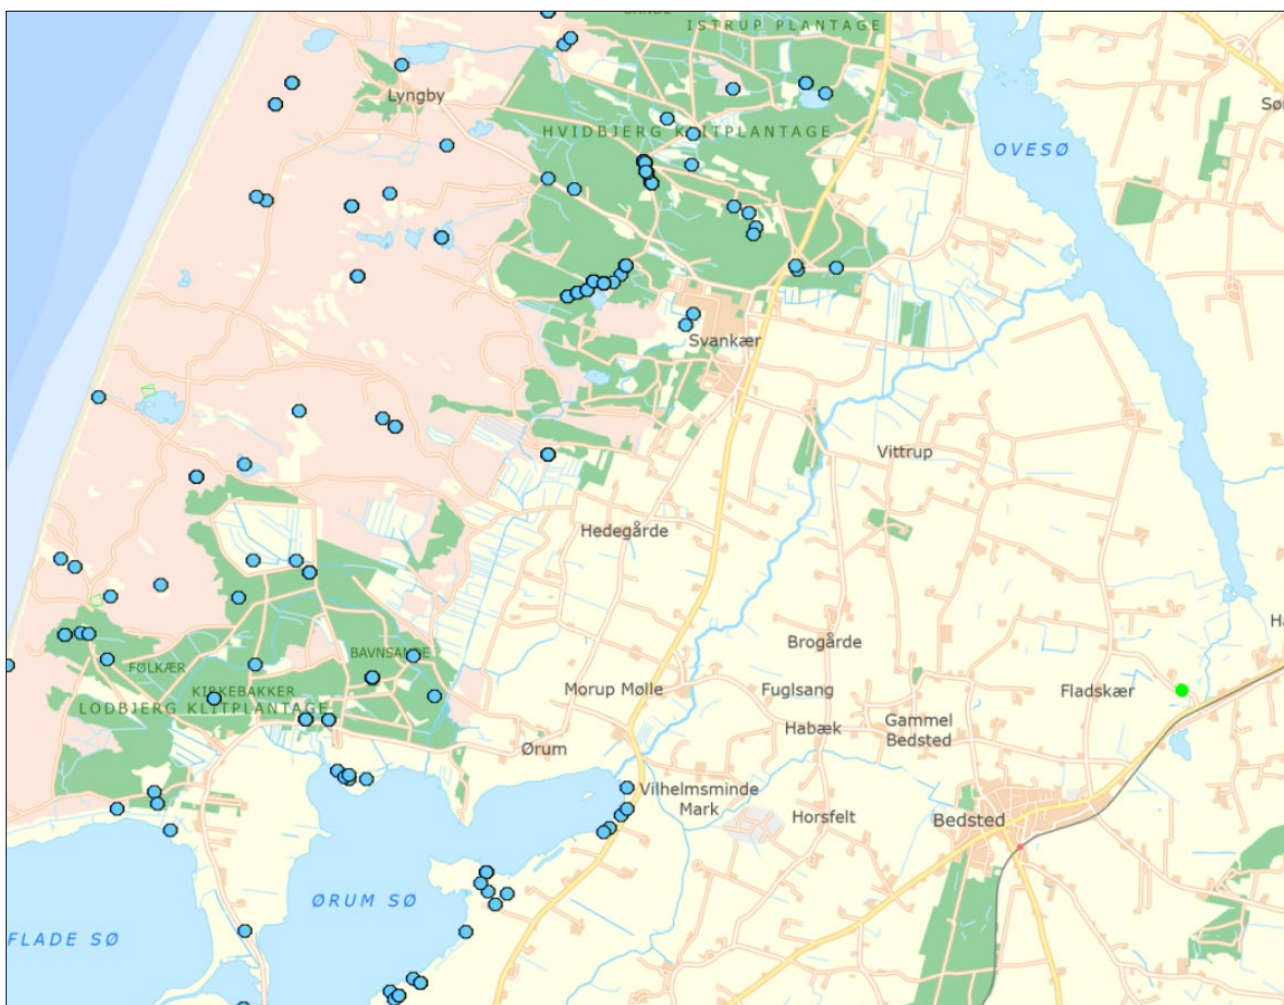 ISTRUP PLANTAGE
Lyngby
HVIDBJERG KLITPLANTAGE
OVESØ
Svankær
Vittrup
Hedegårde
Brogårde
BAVNSANDE
FØLKÆR
KIRKEBAKKER
LODBJERG KLITPLANTAGE
Morup Mølle
Fuglsang
Fladskær
Habæk
Gammel
Bedsted
Ørum
Vilhelmsminde
Mark
Horsfelt
Bedsted
ØRUM SØ
FLADE SØ